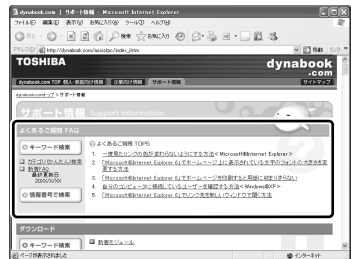 dynabook.com | サポート情報 - Microsoft Internet Explorer
ファイル(F) 編集(E) 表示(V) お気に入り(A) ツール(T) ヘルプ(H)
戻る 検索 お気に入り
アドレス(D) http://dynabook.com/assistpc/index_j.htm 移動 リンク
TOSHIBA
dynabook.com
dynabook.com TOP 個人・家庭向け情報 企業向け情報 サポート情報 サイトマップ
dynabook.comトップ > サポート情報
サポート情報 Support Information
よくあるご質問 FAQ
キーワード検索
カテゴリ(かんたん)検索
新着FAQ
最終更新日
20XX/X/XX
情報番号で検索
よくあるご質問 TOP5
1. 一度見たリンクの色が変わらないようにする方法<Microsoft®Internet Explorer>
2. 「Microsoft®Internet Explorer 6」でホームページ上に表示されている文字のフォントの大きさを変更する方法
3. 「Microsoft®Internet Explorer 6」でホームページを印刷すると用紙に収まりきらない
4. 自分のコンピュータに接続しているユーザーを確認する方法<Windows®XP>
5. 「Microsoft®Internet Explorer 6」でリンク先を新しいウィンドウで開く方法
ダウンロード
キーワード検索
新着モジュール
ページが表示されました
インターネット